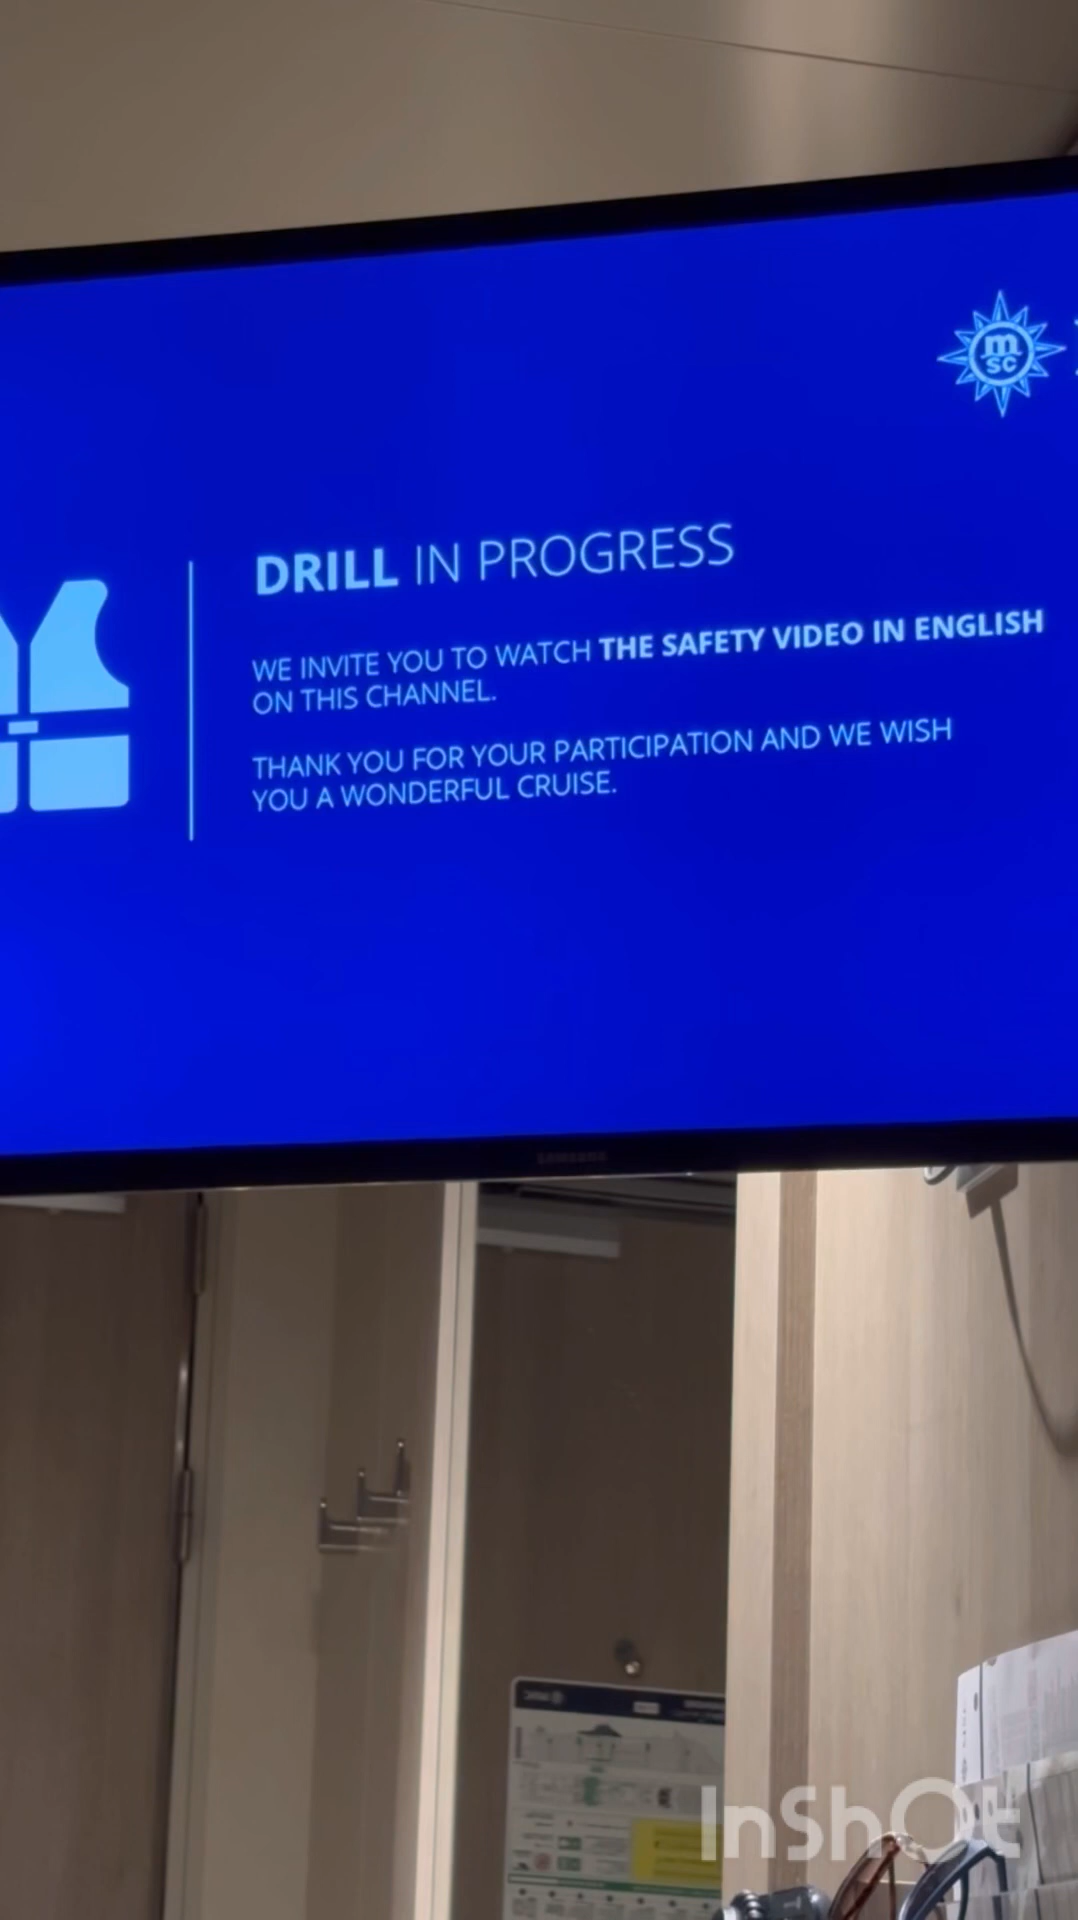 m
sc
DRILL IN PROGRESS
WE INVITE YOU TO WATCH THE SAFETY VIDEO IN ENGLISH
ON THIS CHANNEL.
THANK YOU FOR YOUR PARTICIPATION AND WE WISH
YOU A WONDERFUL CRUISE.
SAMSUNG
InShOt